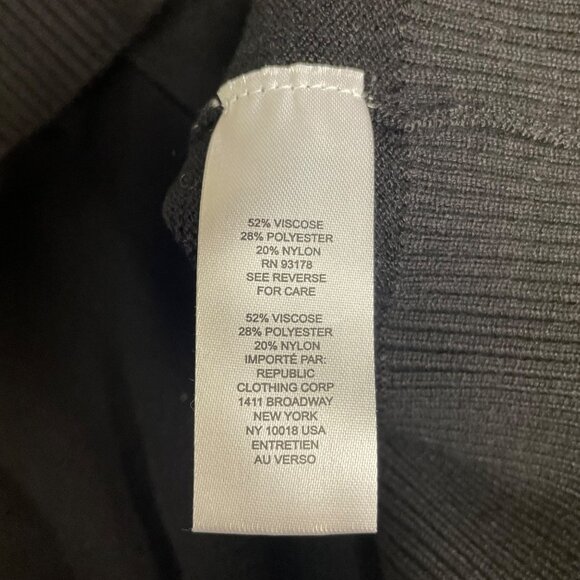 52% VISCOSE
28% POLYESTER
20% NYLON
RN 93178
SEE REVERSE
FOR CARE
52% VISCOSE
28% POLYESTER
20% NYLON
IMPORTÉ PAR:
REPUBLIC
CLOTHING CORP
1411 BROADWAY
NEW YORK
NY 10018 USA
ENTRETIEN
AU VERSO